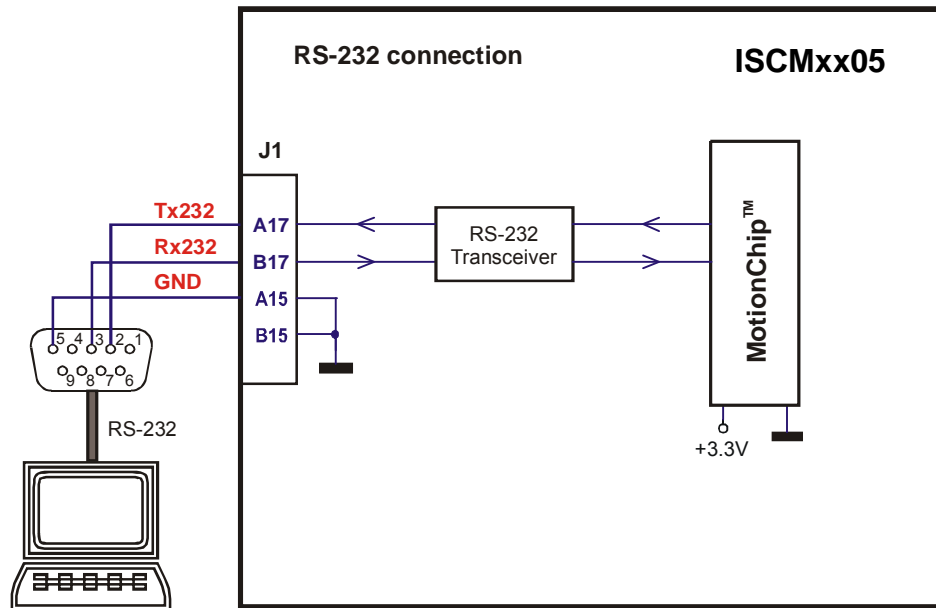 RS-232 connection
ISCMxx05
J1
Tx232
A17
Rx232
B17
GND
A15
B15
RS-232
Transceiver
MotionChip™
+3.3V
5 4 3 2 1
9 8 7 6
RS-232